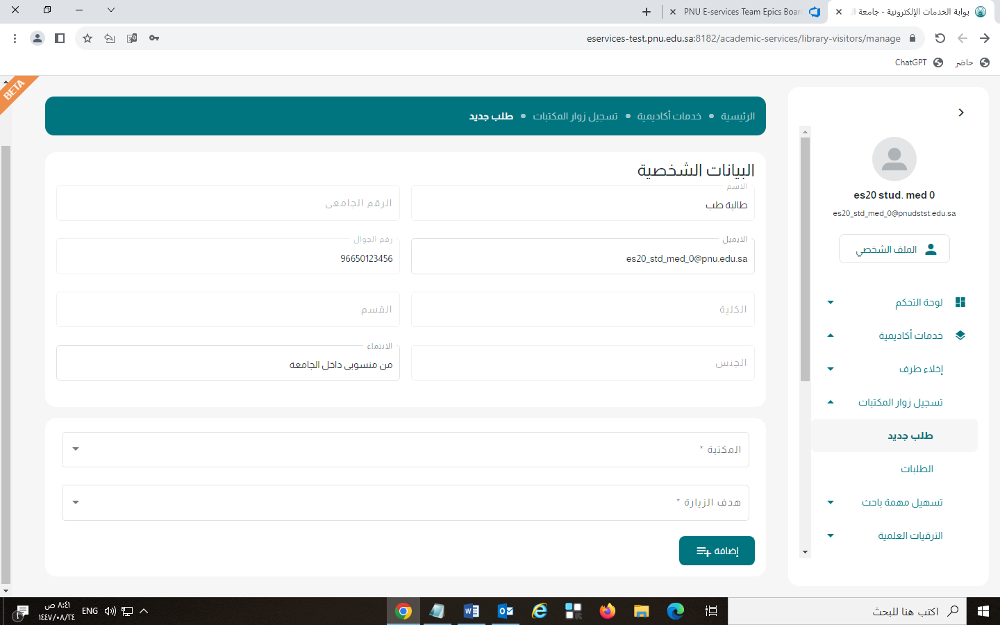 بوابة الخدمات الإلكترونية - جامعة ال
PNU E-services Team Epics Boar
eservices-test.pnu.edu.sa:8182/academic-services/library-visitors/manage
حاضر
ChatGPT
BETA
الرئيسية • خدمات أكاديمية • تسجيل زوار المكتبات • طلب جديد
es20 stud. med 0
es20_std_med_0@pnudstst.edu.sa
الملف الشخصي
لوحة التحكم
خدمات أكاديمية
إخلاء طرف
تسجيل زوار المكتبات
طلب جديد
الطلبات
تسهيل مهمة باحث
الترقيات العلمية
البيانات الشخصية
الاسم
طالبة طب
الرقم الجامعى
الايميل
es20_std_med_0@pnu.edu.sa
رقم الجوال
96650123456
الكلية
القسم
الجنس
الانتماء
من منسوبى داخل الجامعة
المكتبة *
هدف الزيارة *
إضافة
اكتب هنا للبحث
ENG
٨:٤١ ص
١٤٤٧/٠٨/٢٤
١